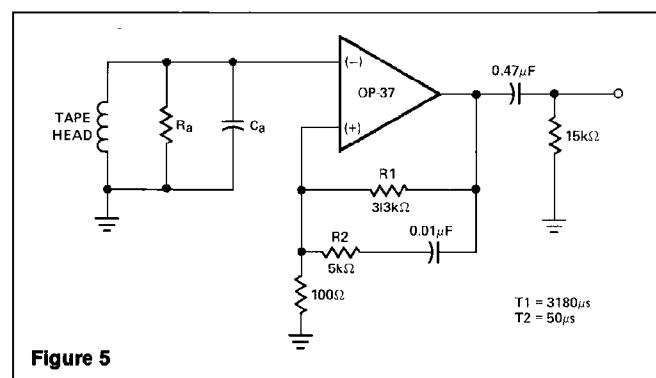 (−)
OP-37
(+)
TAPE
HEAD
Ra
Ca
0.47μF
15kΩ
R1
3I3kΩ
R2
5kΩ
0.01μF
100Ω
T1 = 3180μs
T2 = 50μs
Figure 5